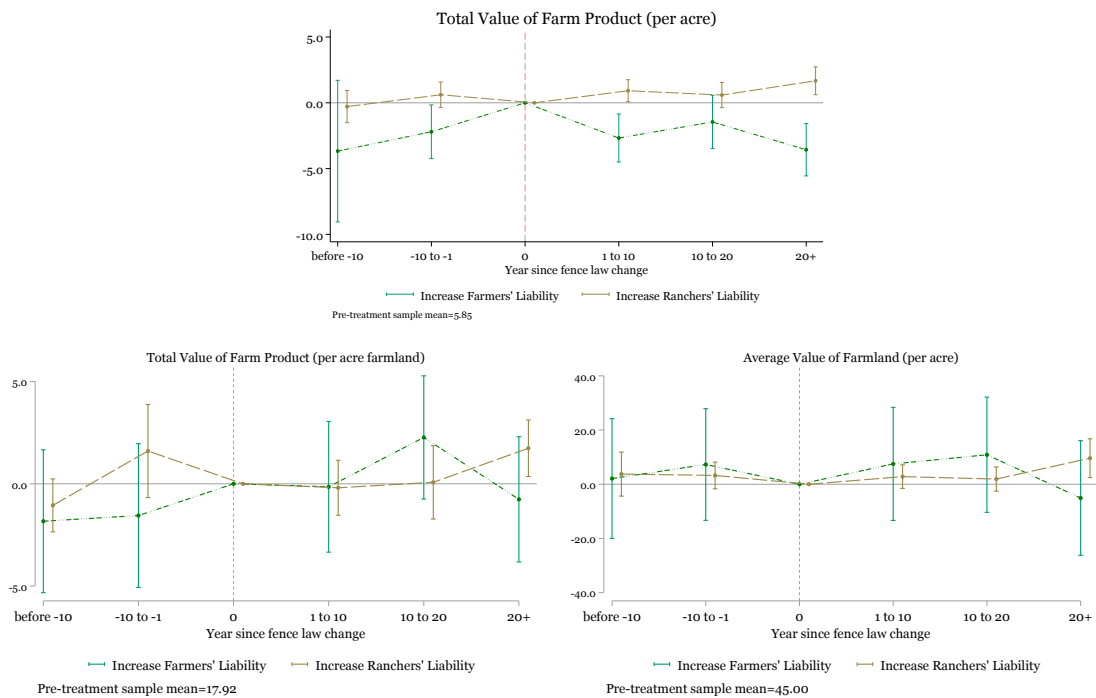 Total Value of Farm Product (per acre)
5.0
0.0
-5.0
-10.0
before -10 -10 to -1 0 1 to 10 10 to 20 20+
Year since fence law change
Increase Farmers' Liability Increase Ranchers' Liability
Pre-treatment sample mean=5.85
Total Value of Farm Product (per acre farmland)
5.0
0.0
-5.0
before -10 -10 to -1 0 1 to 10 10 to 20 20+
Year since fence law change
Increase Farmers' Liability Increase Ranchers' Liability
Pre-treatment sample mean=17.92
Average Value of Farmland (per acre)
40.0
20.0
0.0
-20.0
-40.0
before -10 -10 to -1 0 1 to 10 10 to 20 20+
Year since fence law change
Increase Farmers' Liability Increase Ranchers' Liability
Pre-treatment sample mean=45.00